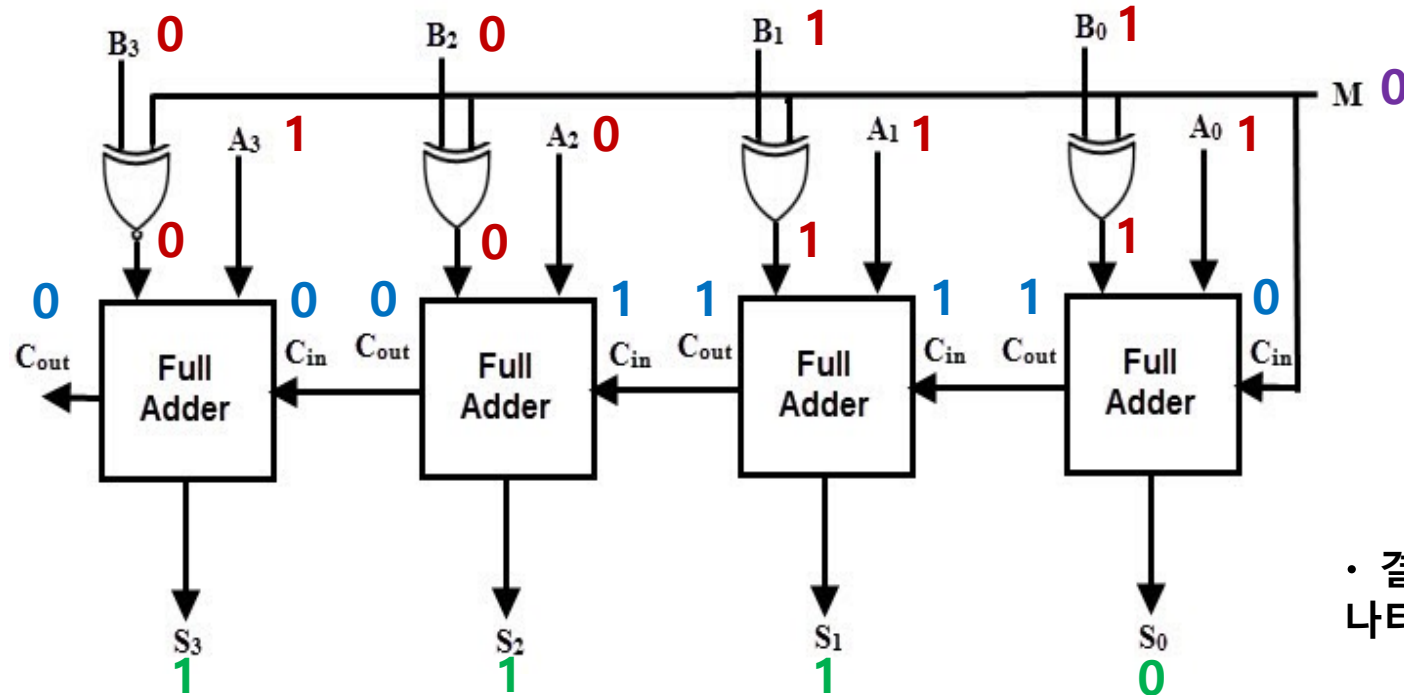 B₃ 0 B₂ 0 B₁ 1 B₀ 1
M 0
A₃ 1 A₂ 0 A₁ 1 A₀ 1
0 0 1 1
0 0 0 1 1 1 1 0
Cout Cin Cout Cin Cout Cin Cout Cin
Full Full Full Full
Adder Adder Adder Adder
S₃ S₂ S₁ S₀
1 1 1 0